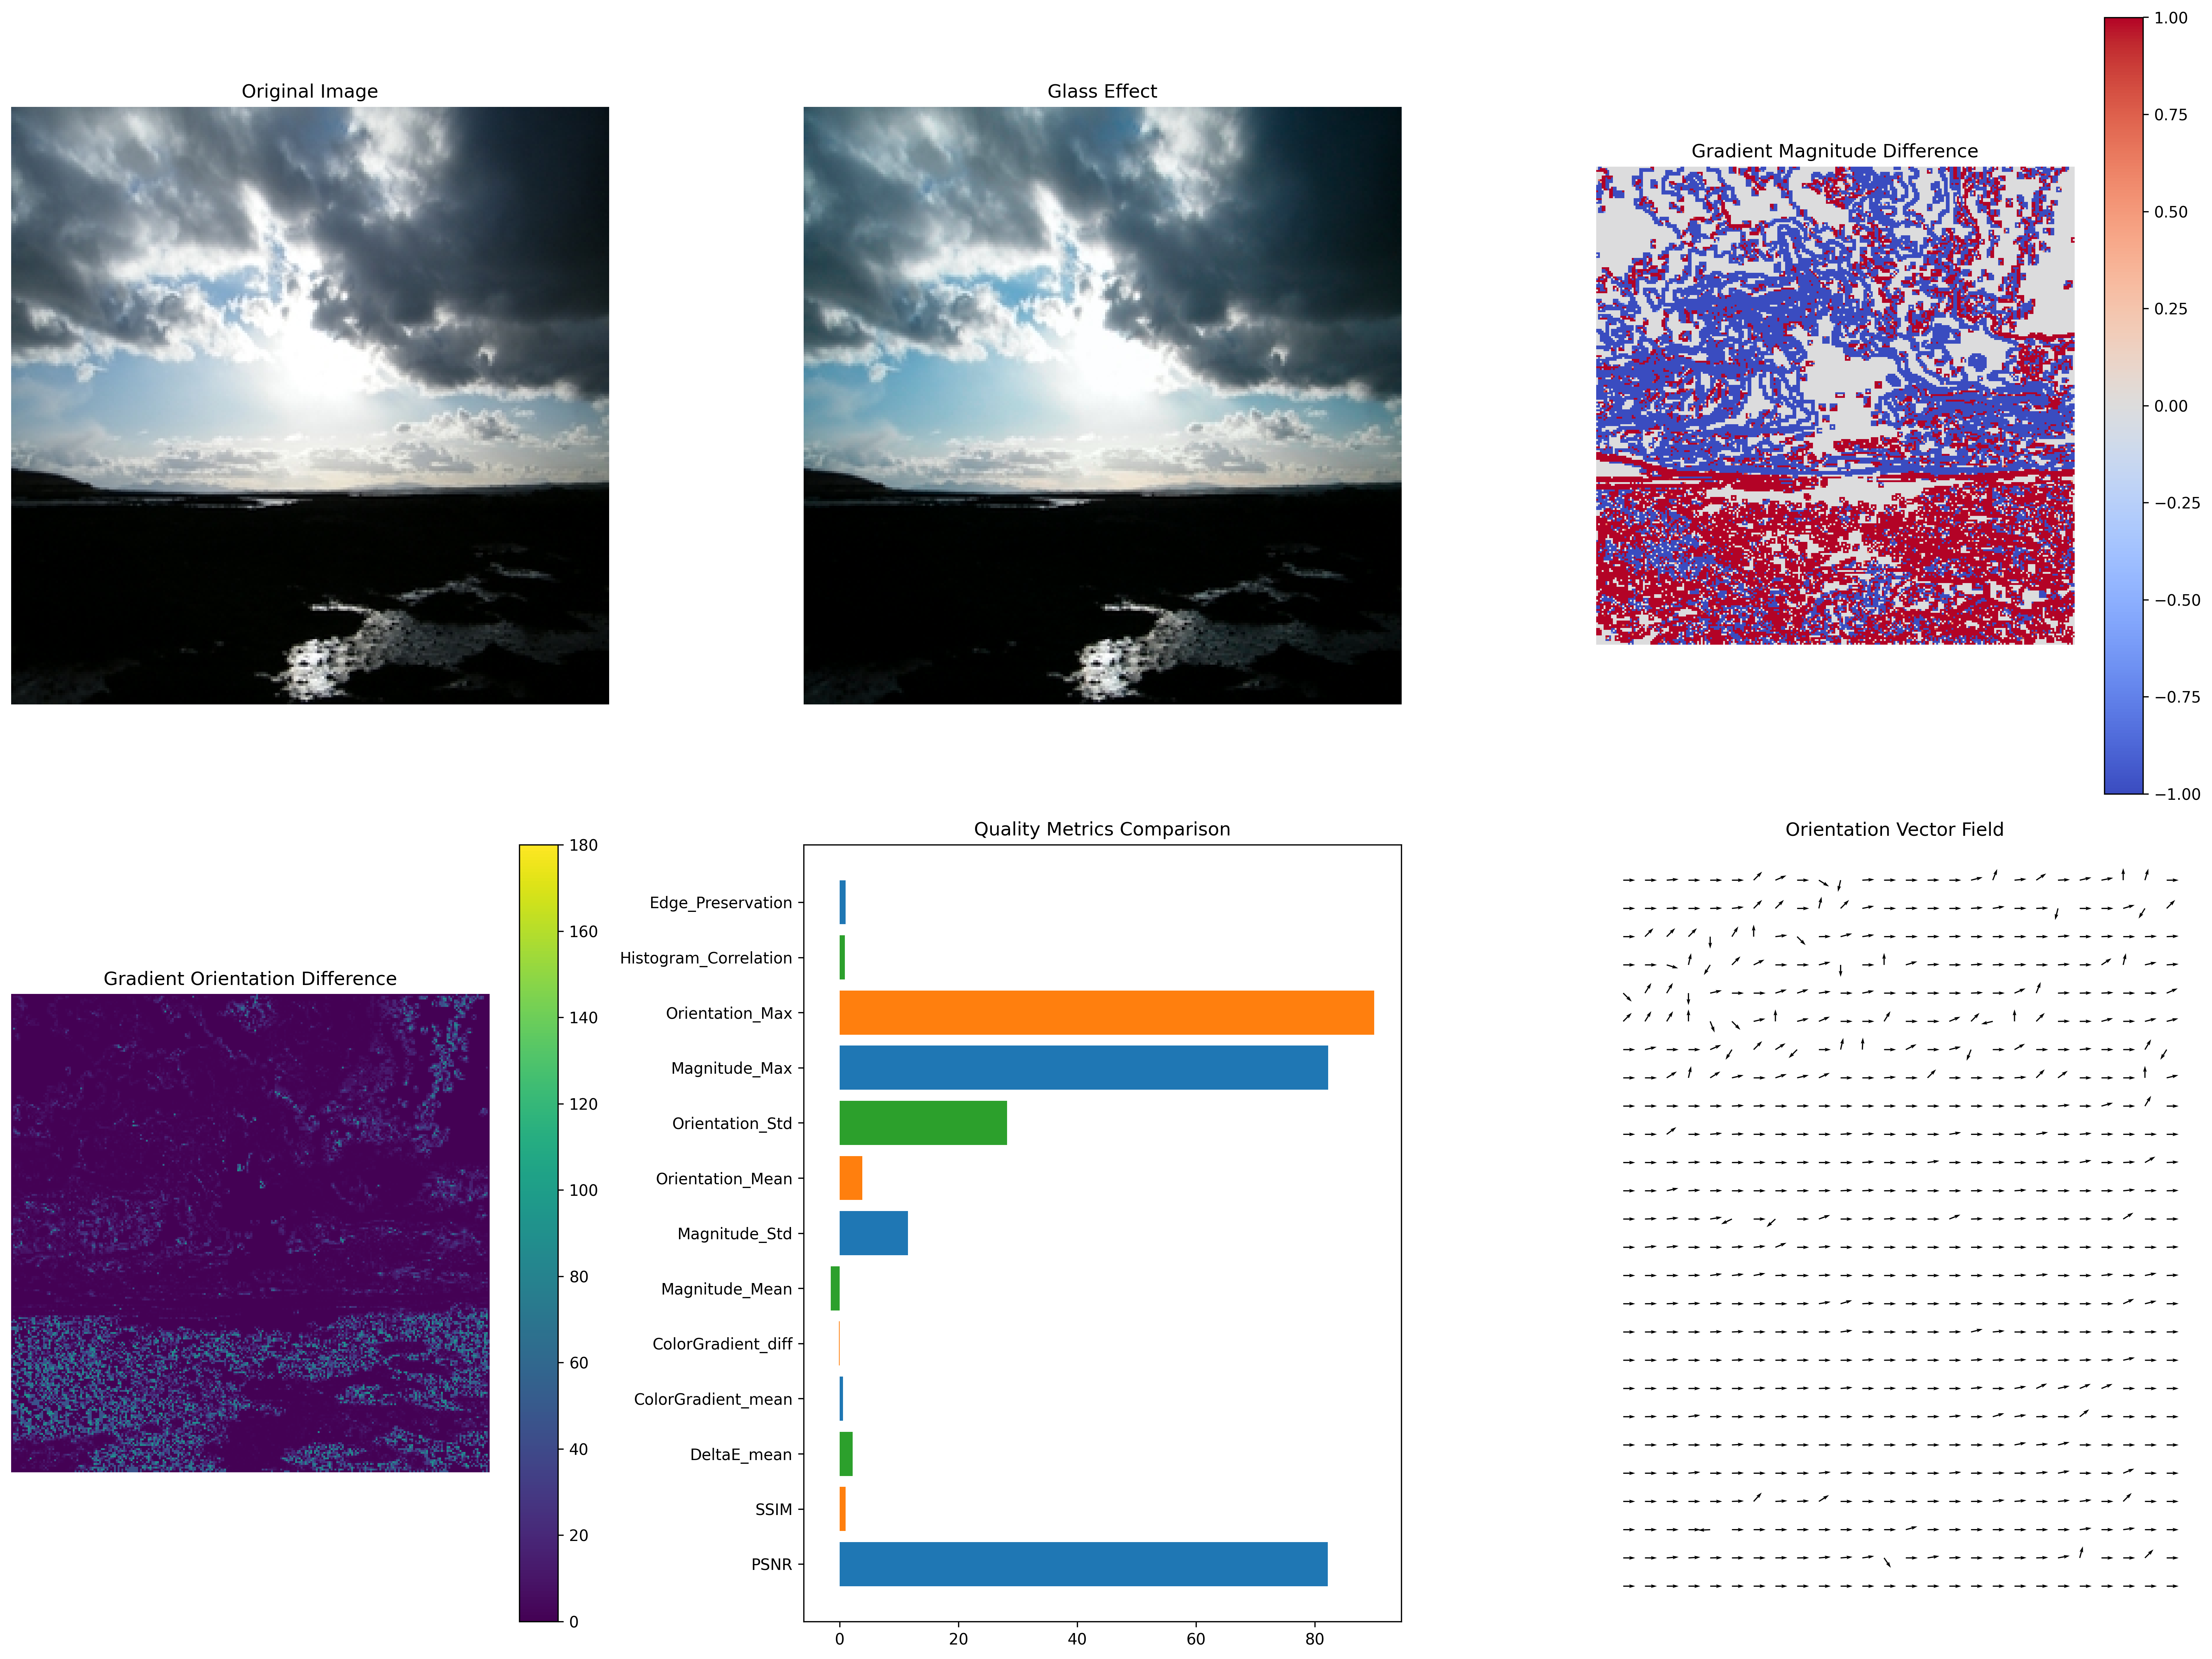 Original Image
Glass Effect
Gradient Magnitude Difference
1.00
0.75
0.50
0.25
0.00
−0.25
−0.50
−0.75
−1.00
Gradient Orientation Difference
180
160
140
120
100
80
60
40
20
0
Quality Metrics Comparison
Edge_Preservation
Histogram_Correlation
Orientation_Max
Magnitude_Max
Orientation_Std
Orientation_Mean
Magnitude_Std
Magnitude_Mean
ColorGradient_diff
ColorGradient_mean
DeltaE_mean
SSIM
PSNR
0 20 40 60 80
Orientation Vector Field